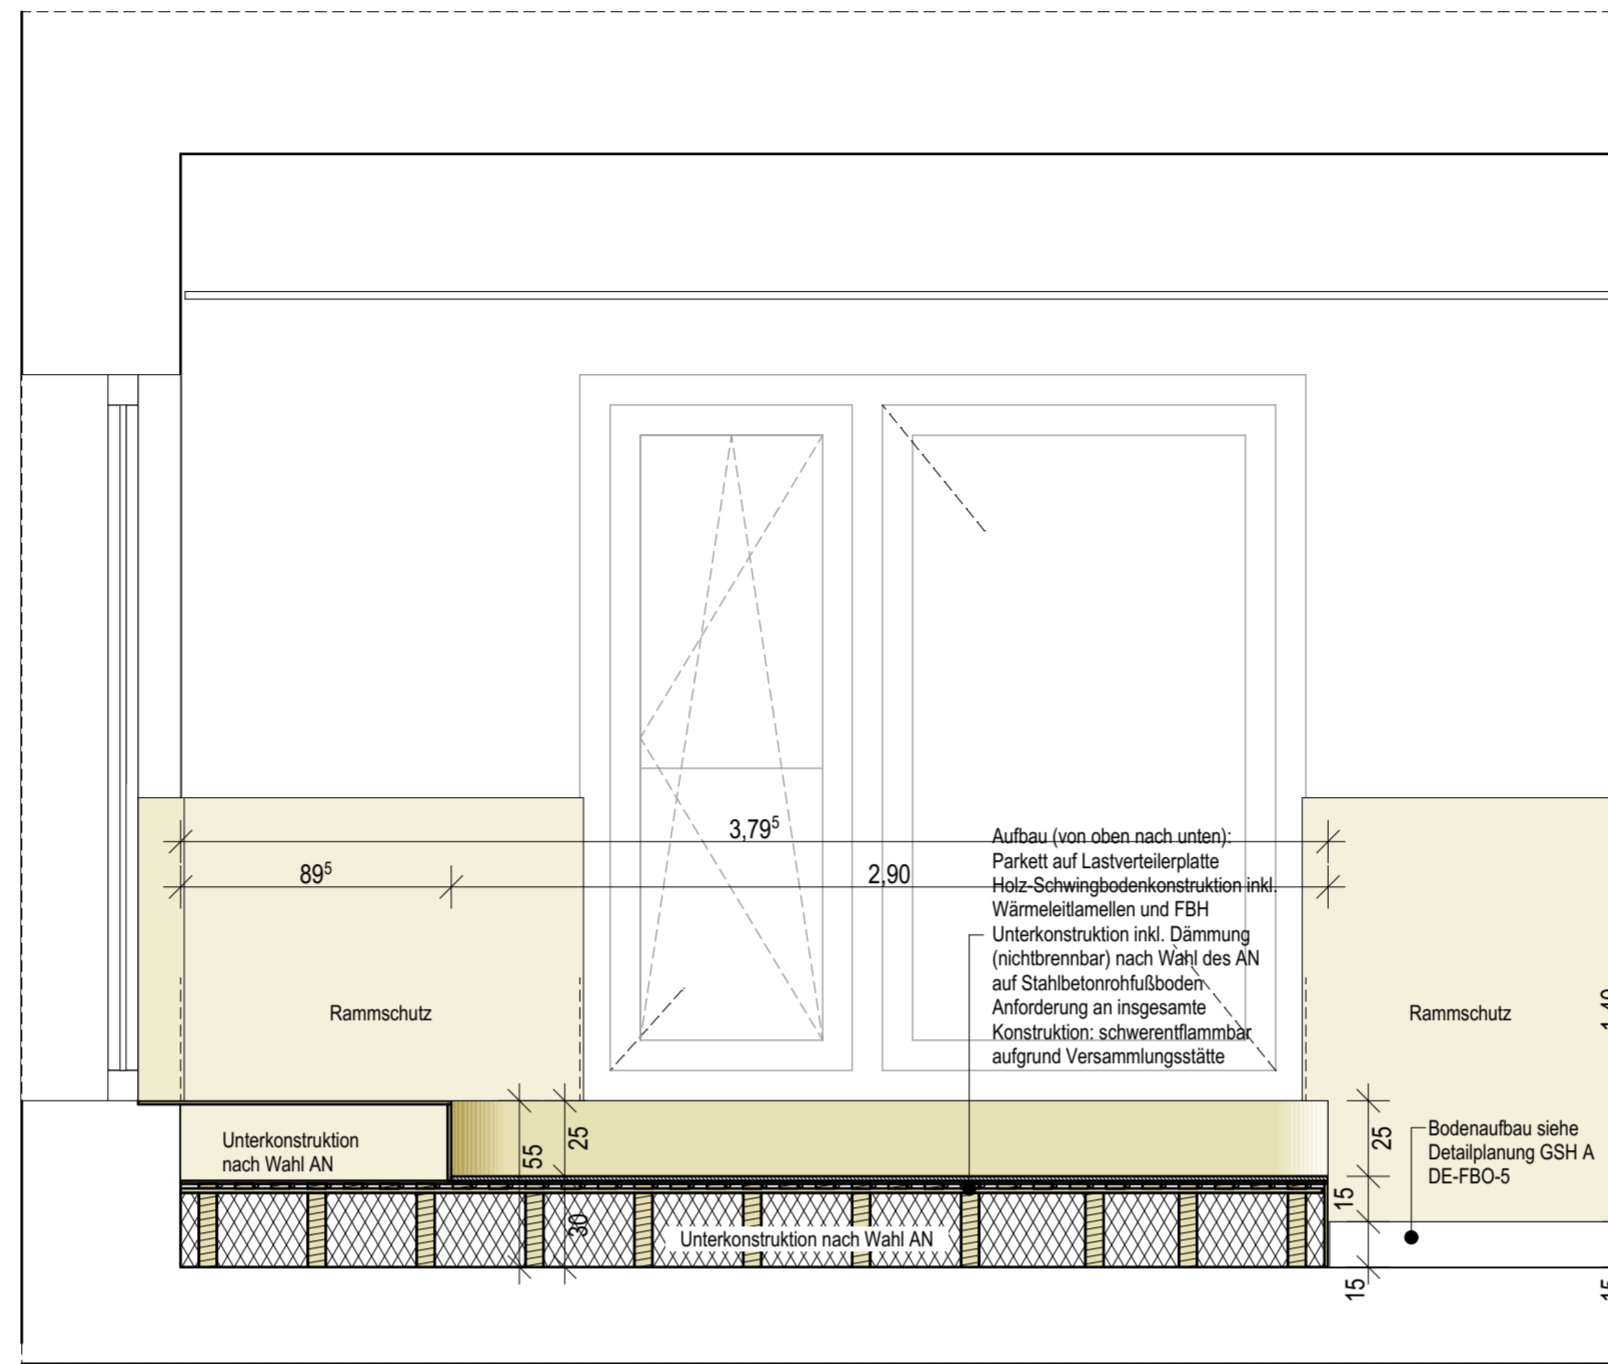 3,79⁵
89⁵
2,90
Aufbau (von oben nach unten):
Parkett auf Lastverteilerplatte
Holz-Schwingbodenkonstruktion inkl.
Wärmeleitlamellen und FBH
Unterkonstruktion inkl. Dämmung
(nichtbrennbar) nach Wahl des AN
auf Stahlbetonrohfußboden
Anforderung an insgesamte
Konstruktion: schwerentflammbar
aufgrund Versammlungsstätte
Rammschutz
Rammschutz
Unterkonstruktion
nach Wahl AN
55
25
30
Unterkonstruktion nach Wahl AN
25
15
15
Bodenaufbau siehe
Detailplanung GSH A
DE-FBO-5